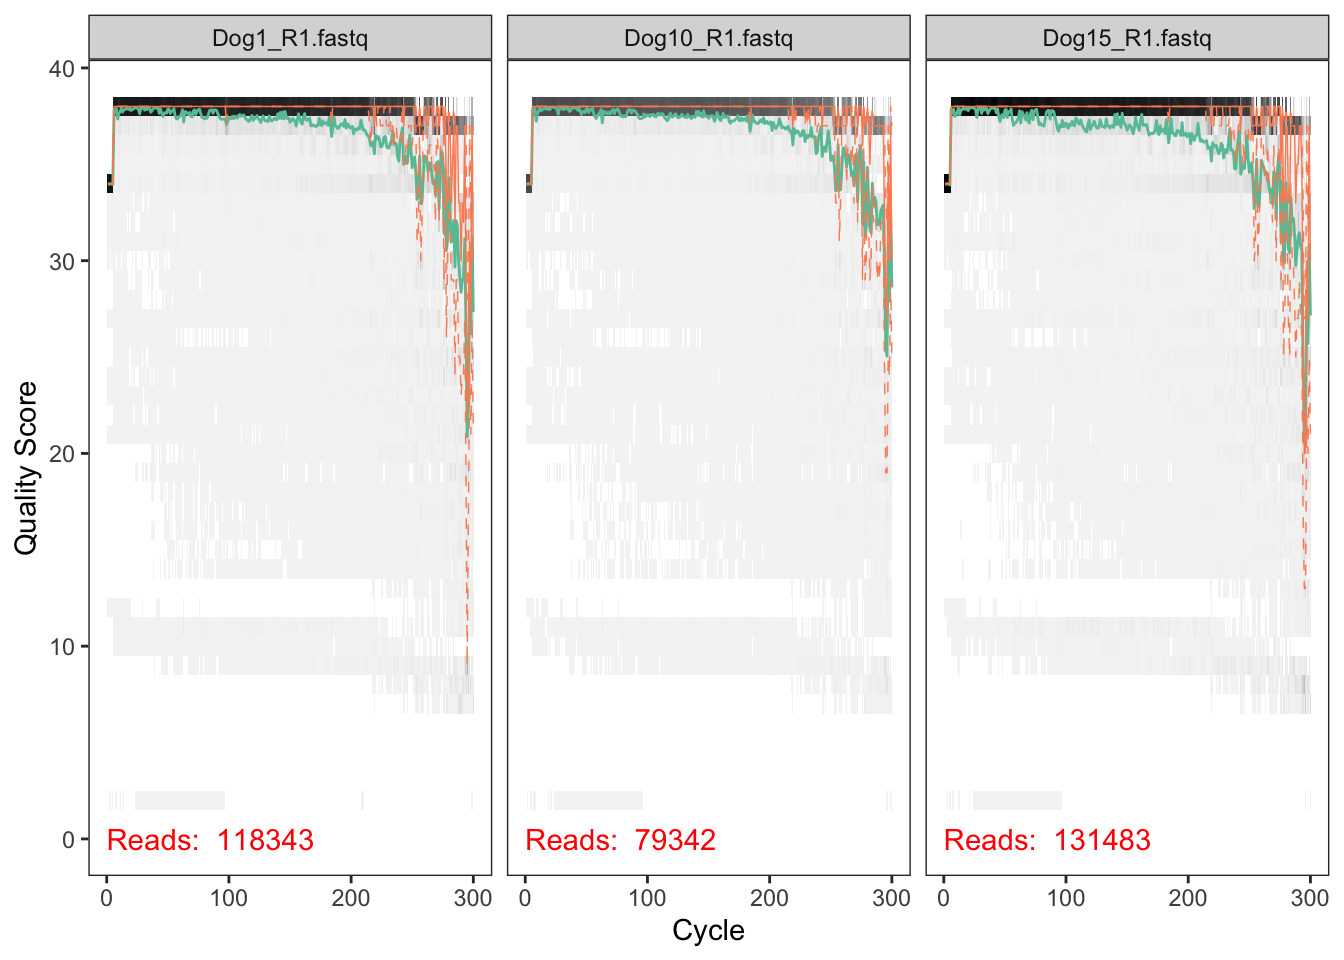 Dog1_R1.fastq
Dog10_R1.fastq
Dog15_R1.fastq
40
30
20
10
0
Quality Score
Reads: 118343
Reads: 79342
Reads: 131483
0 100 200 300
0 100 200 300
0 100 200 300
Cycle